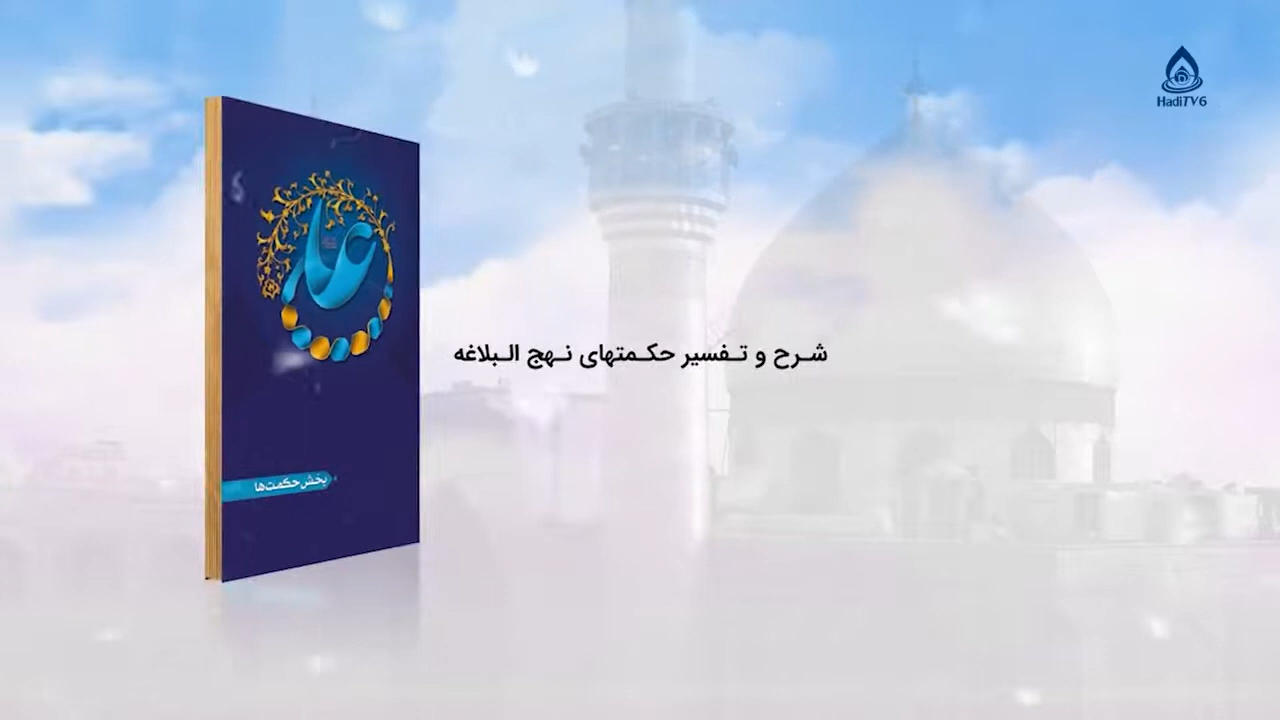 HadiTV6
علی
شرح و تفسیر حکمتهای نهج البلاغه
بخش حکمت‌ها